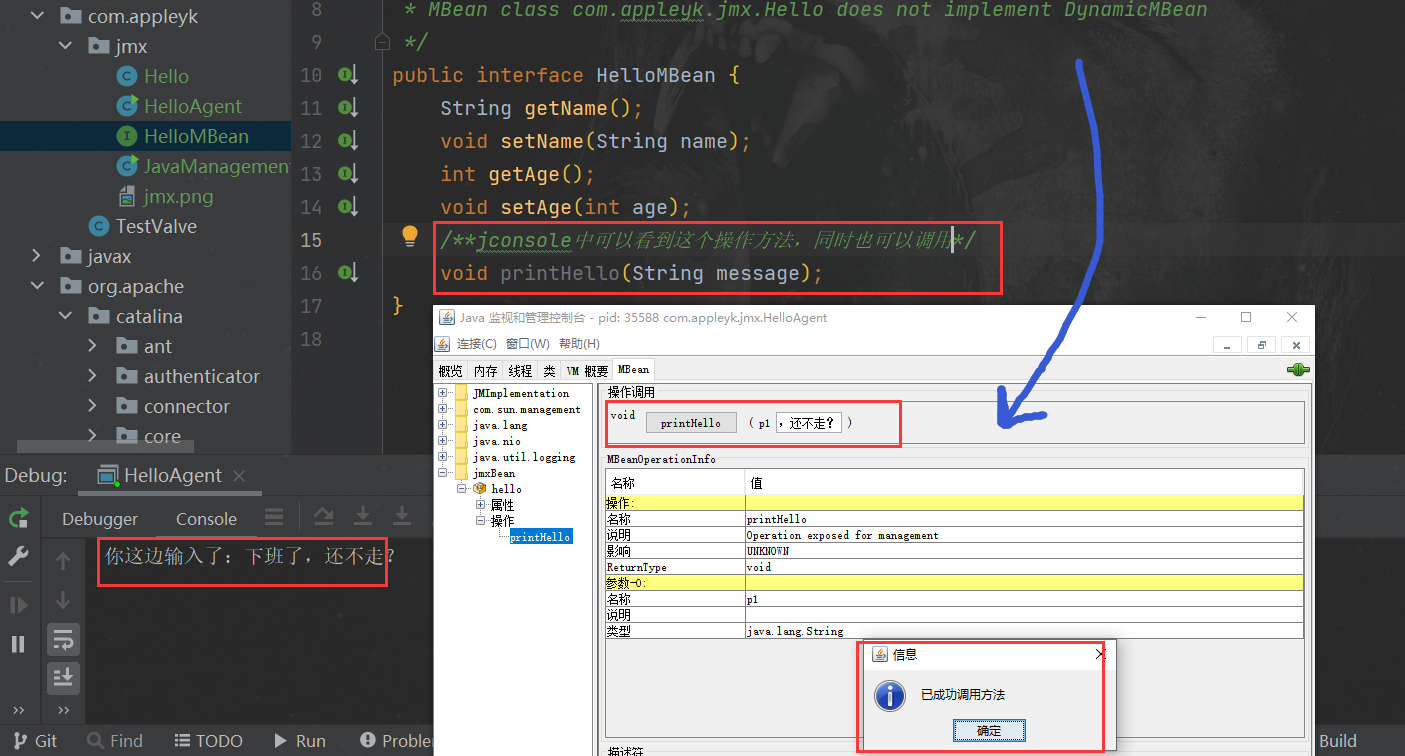 com.appleyk
jmx
Hello
HelloAgent
HelloMBean
JavaManagemen
jmx.png
TestValve
javax
org.apache
catalina
ant
authenticator
connector
core
8 * MBean class com.appleyk.jmx.Hello does not implement DynamicMBean
9 */
10 public interface HelloMBean {
11 String getName();
12 void setName(String name);
13 int getAge();
14 void setAge(int age);
15 /**jconsole中可以看到这个操作方法，同时也可以调用*/
16 void printHello(String message);
17 }
18
Java 监视和管理控制台 - pid: 35588 com.appleyk.jmx.HelloAgent
连接(C) 窗口(W) 帮助(H)
概览 内存 线程 类 VM 概要 MBean
JMImplementation
com.sun.management
java.lang
java.nio
java.util.logging
jmxBean
hello
属性
操作
printHello
操作调用
void printHello ( p1 ，还不走? )
MBeanOperationInfo
名称 值
操作:
名称 printHello
说明 Operation exposed for management
影响 UNKNOWN
ReturnType void
参数-0:
名称 p1
说明
类型 java.lang.String
描述符
信息
已成功调用方法
确定
Debug: HelloAgent
Debugger Console
你这边输入了：下班了，还不走?
Git Find TODO Run Proble Build